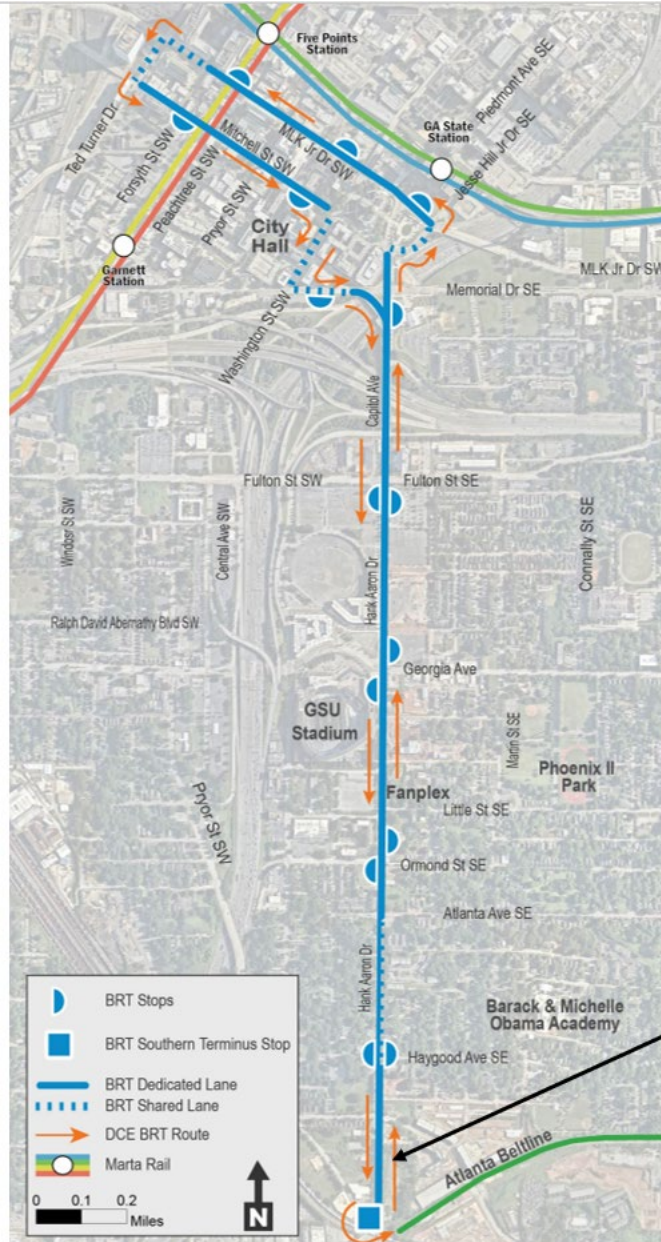 Five Points
Station
Piedmont Ave SE
GA State
Station
Jesse Hill Jr Dr SE
Ted Turner Dr
Forsyth St SW
Mitchell St SW
MLK Jr Dr SW
Peachtree St SW
Pryor St SW
City
Hall
Garnett
Station
MLK Jr Dr SW
Memorial Dr SE
Washington St SW
Capitol AVe
Fulton St SW
Fulton St SE
Windsor St SW
Central Ave SW
Connally St SE
Hank Aaron Dr
Ralph David Abernathy Blvd SW
Georgia Ave
GSU
Stadium
Martin St SE
Phoenix II
Park
Fanplex
Little St SE
Pryor St SW
Ormond St SE
Atlanta Ave SE
Hank Aaron Dr
Barack & Michelle
Obama Academy
Haygood Ave SE
Atlanta Beltline
BRT Stops
BRT Southern Terminus Stop
BRT Dedicated Lane
BRT Shared Lane
DCE BRT Route
Marta Rail
0 0.1 0.2
Miles
N